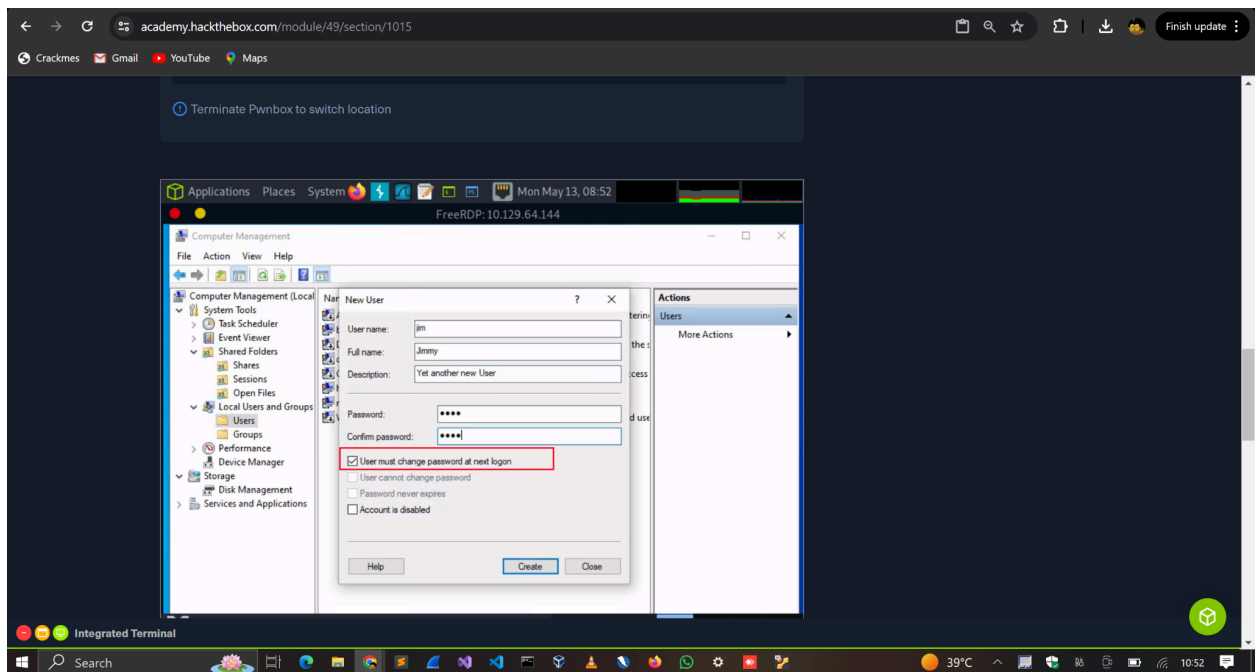 academy.hackthebox.com/module/49/section/1015
Finish update
Crackmes Gmail YouTube Maps
Terminate Pwnbox to switch location
Applications Places System Mon May 13, 08:52
FreeRDP: 10.129.64.144
Computer Management
File Action View Help
Computer Management (Local
System Tools
Task Scheduler
Event Viewer
Shared Folders
Shares
Sessions
Open Files
Local Users and Groups
Users
Groups
Performance
Device Manager
Storage
Disk Management
Services and Applications
New User ? ×
User name: jim
Full name: Jimmy
Description: Yet another new User
Password: ••••
Confirm password: ••••
User must change password at next logon
User cannot change password
Password never expires
Account is disabled
Help Create Close
Actions
Users
More Actions
Integrated Terminal
Search
39°C 10:52